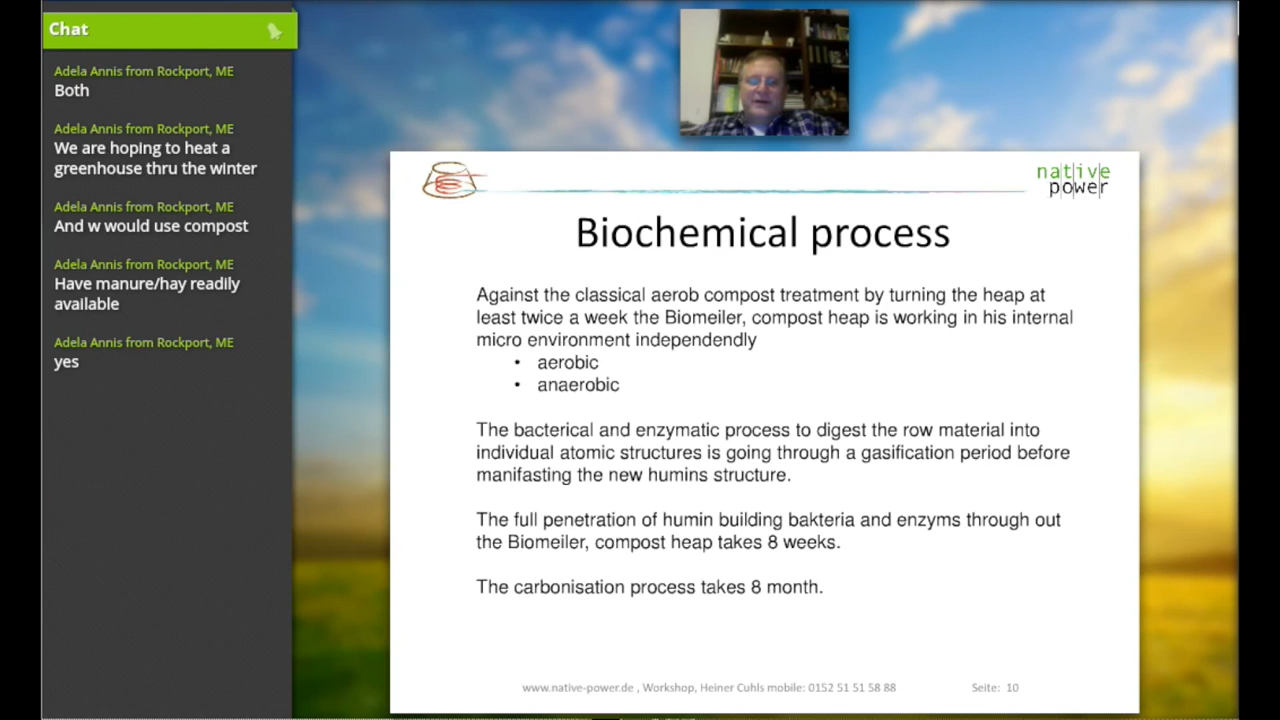 Chat
Adela Annis from Rockport, ME
Both
Adela Annis from Rockport, ME
We are hoping to heat a
greenhouse thru the winter
Adela Annis from Rockport, ME
And w would use compost
Adela Annis from Rockport, ME
Have manure/hay readily
available
Adela Annis from Rockport, ME
yes
native
power
Biochemical process
Against the classical aerob compost treatment by turning the heap at
least twice a week the Biomeiler, compost heap is working in his internal
micro environment independendly
• aerobic
• anaerobic
The bacterical and enzymatic process to digest the row material into
individual atomic structures is going through a gasification period before
manifasting the new humins structure.
The full penetration of humin building bakteria and enzyms through out
the Biomeiler, compost heap takes 8 weeks.
The carbonisation process takes 8 month.
www.native-power.de , Workshop, Heiner Cuhls mobile: 0152 51 51 58 88 Seite: 10